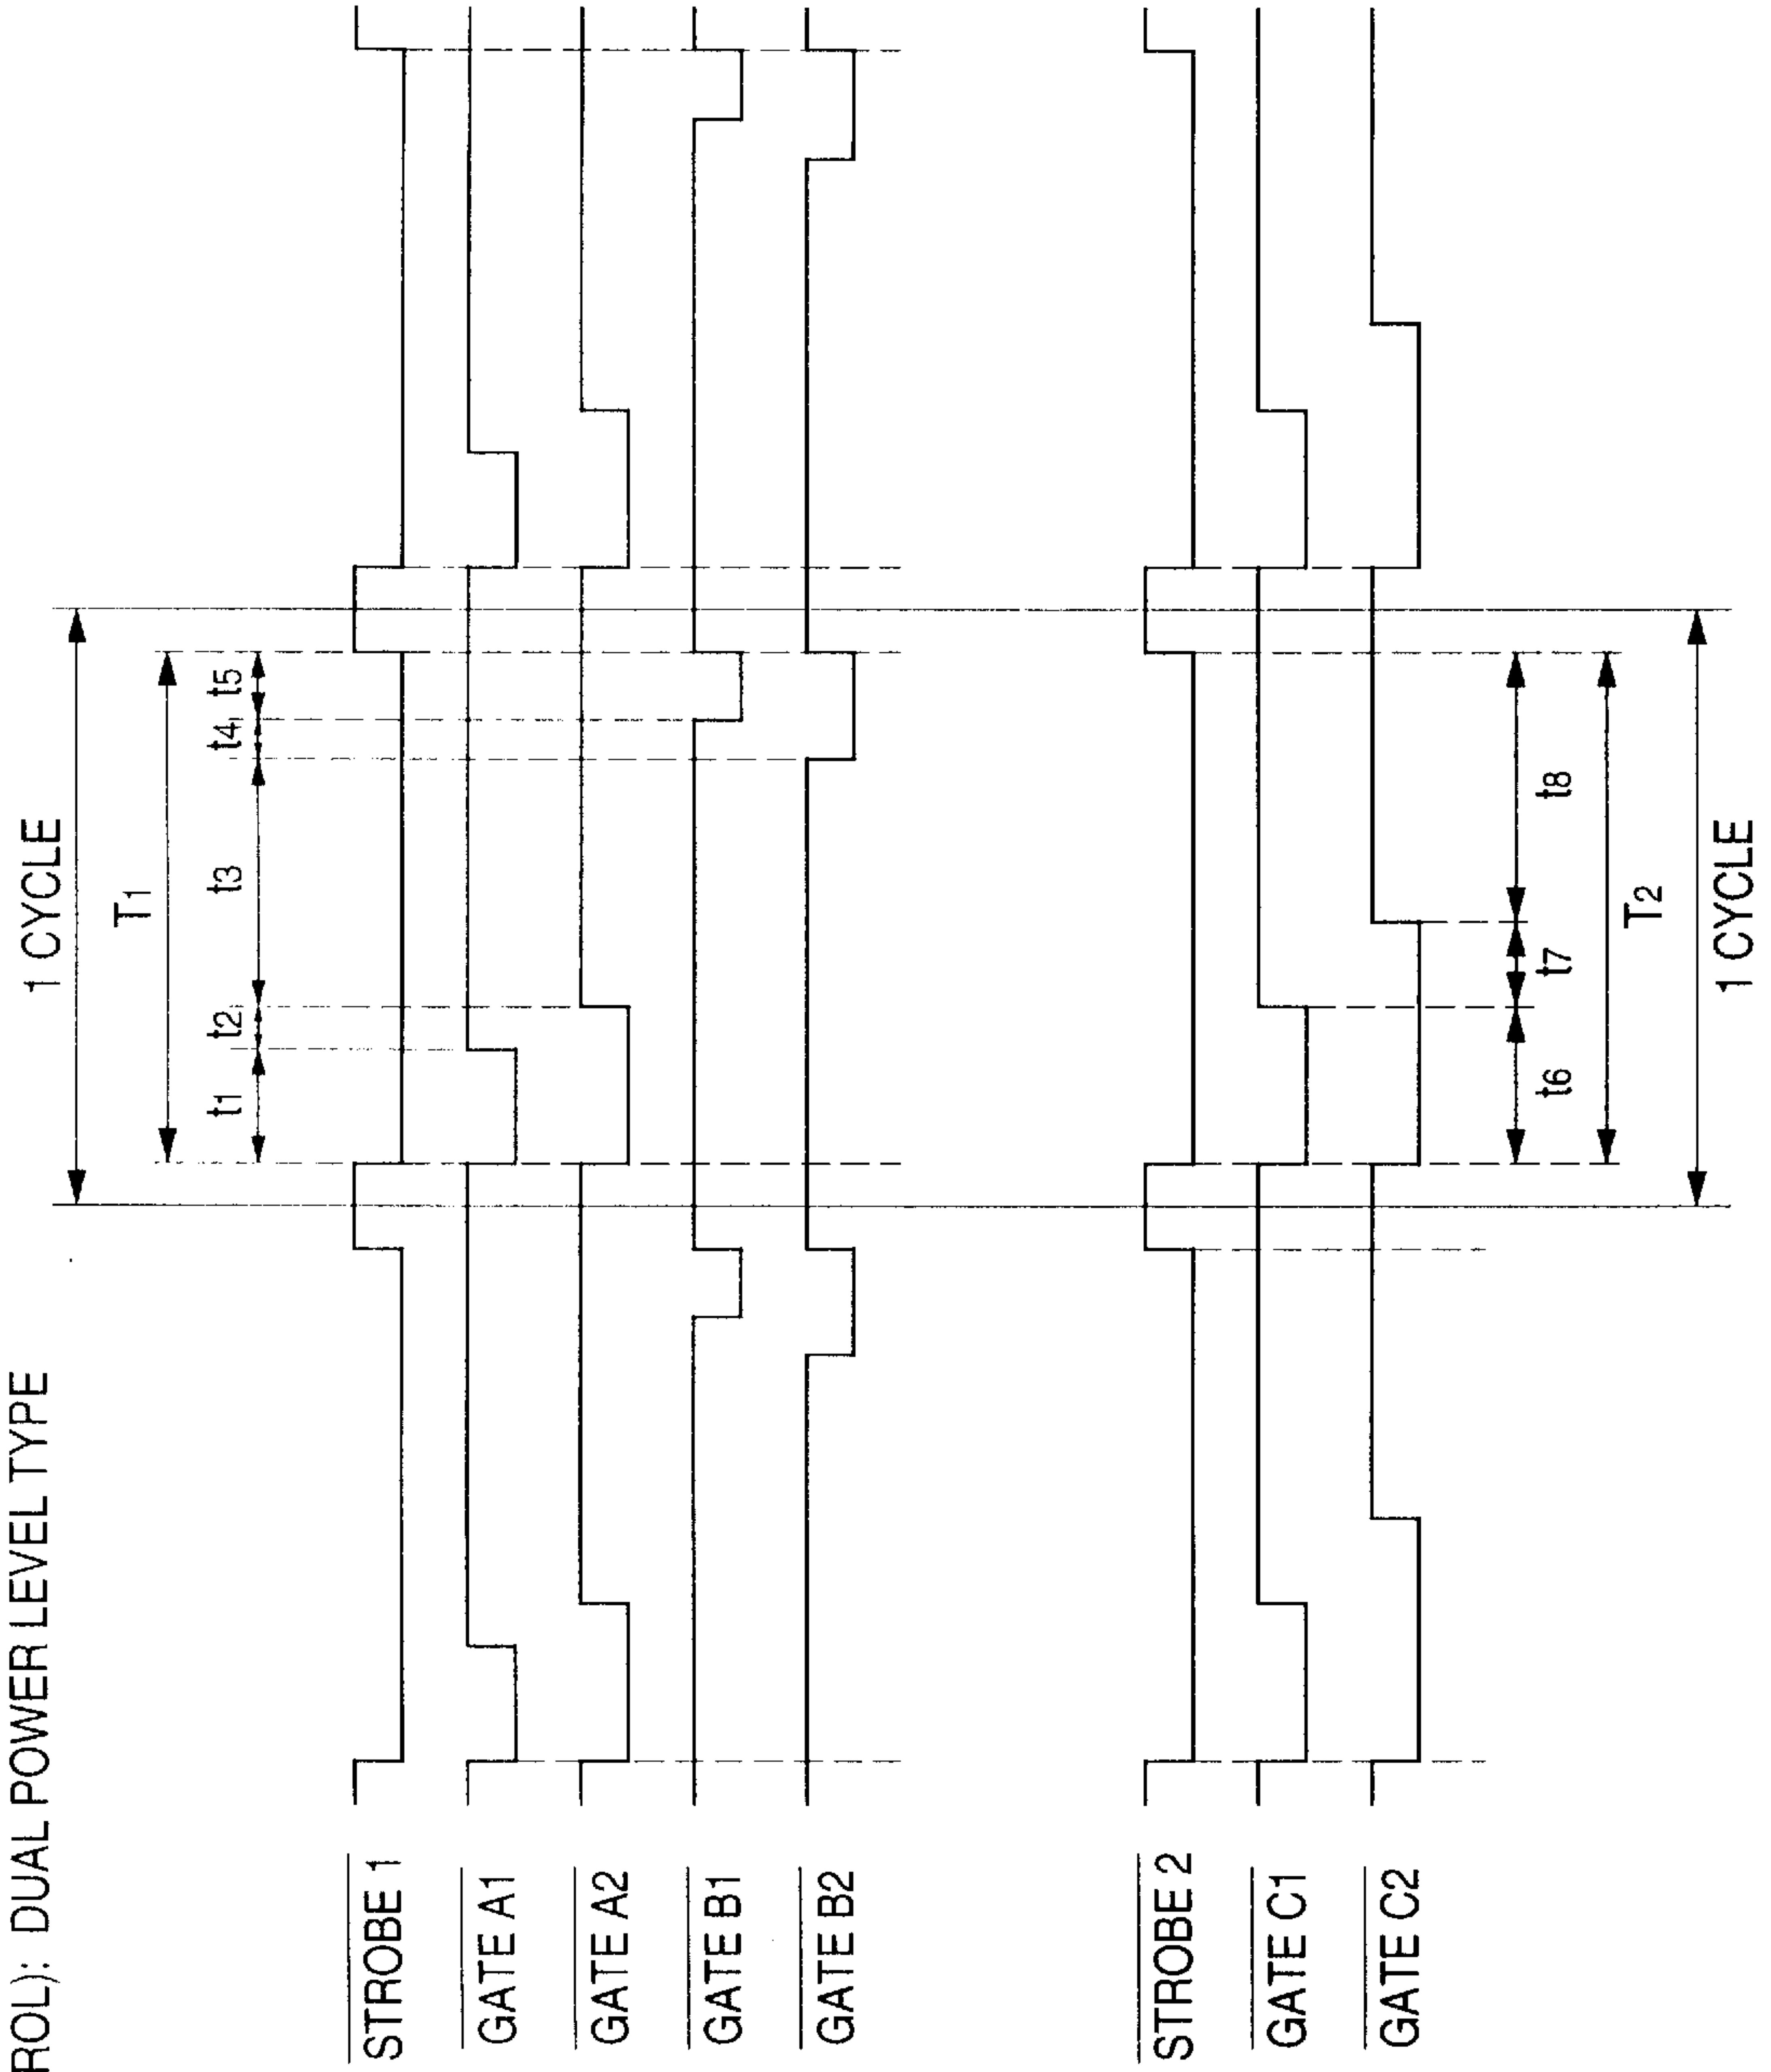 ROL): DUAL POWER LEVEL TYPE
1 CYCLE
T1
t1 t2 t3 t4 t5
STROBE 1
GATE A1
GATE A2
GATE B1
GATE B2
STROBE 2
GATE C1
GATE C2
t6 t7 t8
T2
1 CYCLE